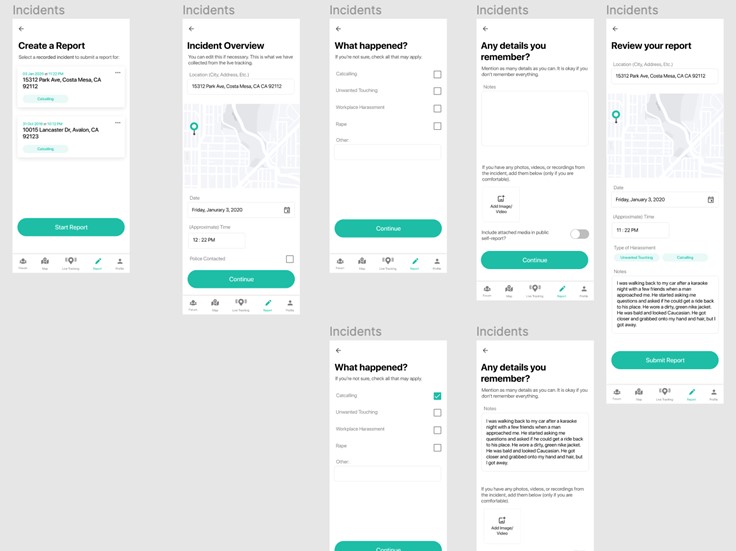 Incidents
Create a Report
Select a recorded incident to submit a report for.
03 Jan 2020 at 11:22 PM
15312 Park Ave, Costa Mesa, CA
92112
Catcalling
10015 Lancaster Dr, Avalon, CA
92123
Catcalling
Start Report
Forum
Map
Live Tracking
Report
Profile
Incidents
Incident Overview
You can edit this if necessary. This is what we
collected from the live tracking.
Location (City, Address, Etc.)
15312 Park Ave, Costa Mesa, CA CA 92112
Date
Friday, Janurary 3, 2020
(Approximate) Time
12 : 22 PM
Police Contacted
Continue
Forum
Map
Live Tracking
Report
Profile
Incidents
What happened?
If you're not sure, check all that may apply.
Catcalling
Unwanted Touching
Workplace Harassment
Rape
Other:
Continue
Forum
Map
Live Tracking
Report
Profile
Incidents
Any details you
remember?
Mention as many details as you can. It is okay if you
don't remember everything.
Notes
If you have any photos, videos, or recordings from
the incident, add them below (only if you are
comfortable).
Add Image/
Video
Include attached media in public
self-report?
Continue
Forum
Map
Live Tracking
Report
Profile
Incidents
Review your report
Location (City, Address, Etc.)
15312 Park Ave, Costa Mesa, CA CA 92112
Date
Friday, Janurary 3, 2020
(Approximate) Time
11 : 22 PM
Type of Harassment
Unwanted Touching
Catcalling
Notes
I was walking back to my car after a karaoke
night with a few friends when a man
approached me. He started asking me
questions and asked if he could get a ride back
to his place. He wore a dirty, green nike jacket.
He was bald and looked Caucasian. He got
closer and grabbed onto my hand and hair, but I
got away.
Submit Report
Forum
Map
Live Tracking
Report
Profile
Incidents
What happened?
If you're not sure, check all that may apply.
Catcalling
Unwanted Touching
Workplace Harassment
Rape
Other:
Continue
Incidents
Any details you
remember?
Mention as many details as you can. It is okay if you
don't remember everything.
Notes
I was walking back to my car after a karaoke
night with a few friends when a man
approached me. He started asking me
questions and asked if he could get a ride back
to his place. He wore a dirty, green nike jacket.
He was bald and looked Caucasian. He got
closer and grabbed onto my hand and hair, but
I got away.
If you have any photos, videos, or recordings from
the incident, add them below (only if you are
comfortable).
Add Image/
Video